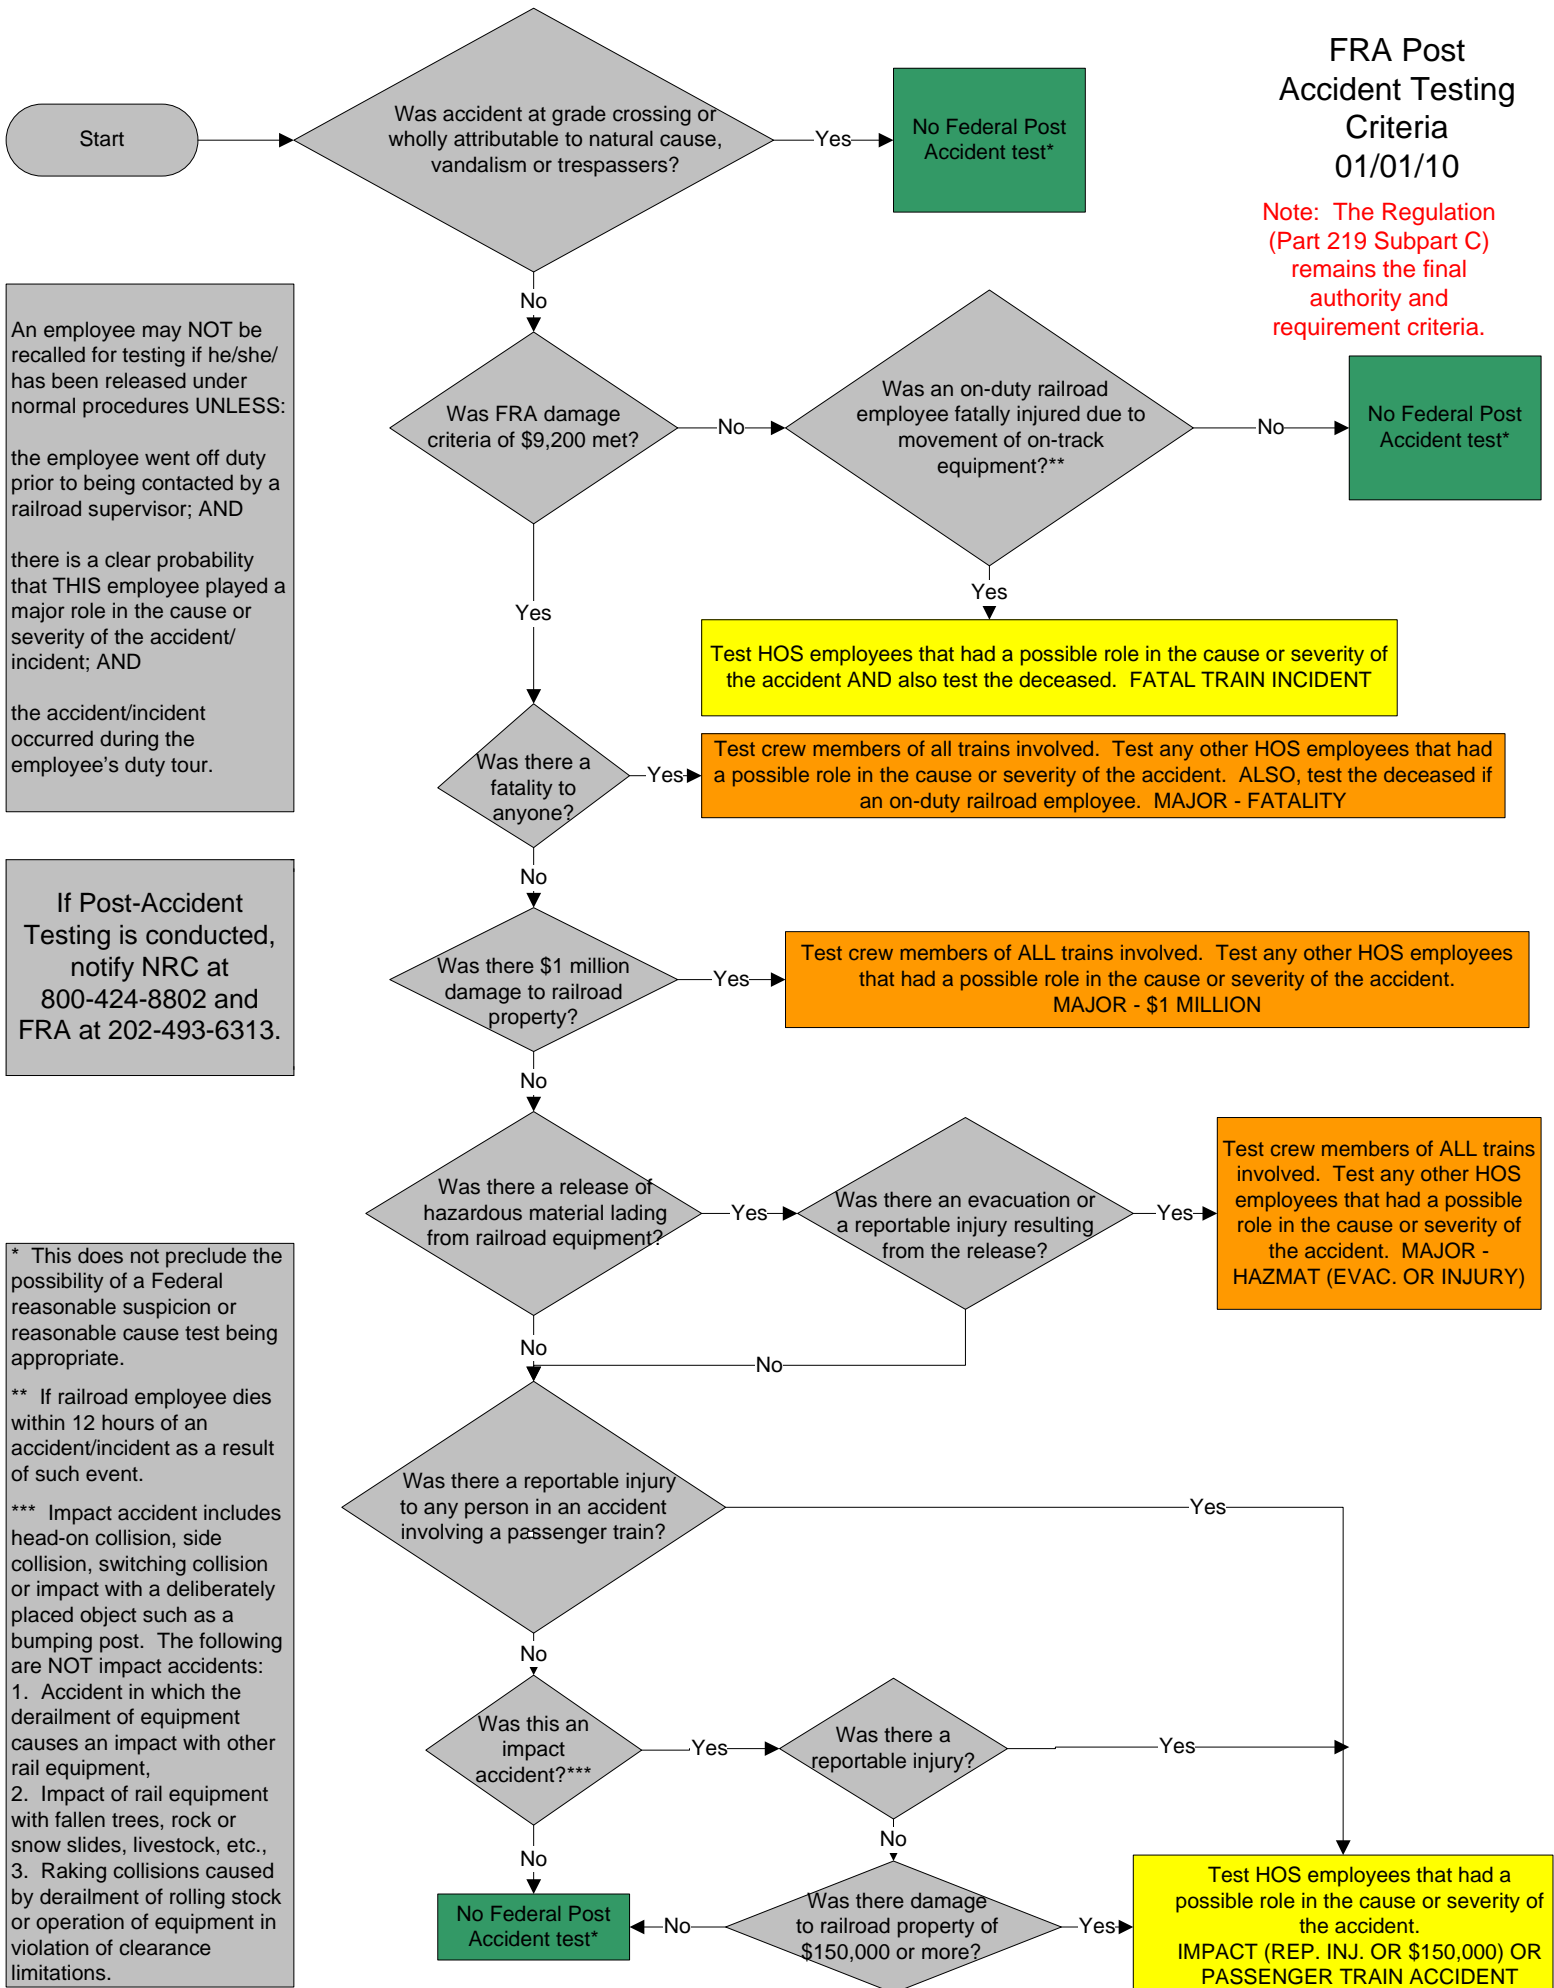 FRA Post
Accident Testing
Criteria
01/01/10
Note: The Regulation
(Part 219 Subpart C)
remains the final
authority and
requirement criteria.
Start
Was accident at grade crossing or
wholly attributable to natural cause,
vandalism or trespassers?
Yes
No Federal Post
Accident test*
No
Was FRA damage
criteria of $9,200 met?
No
Was an on-duty railroad
employee fatally injured due to
movement of on-track
equipment?**
No
No Federal Post
Accident test*
Yes
Test HOS employees that had a possible role in the cause or severity of
the accident AND also test the deceased. FATAL TRAIN INCIDENT
Yes
Was there a
fatality to
anyone?
Yes
Test crew members of all trains involved. Test any other HOS employees that had
a possible role in the cause or severity of the accident. ALSO, test the deceased if
an on-duty railroad employee. MAJOR - FATALITY
No
Was there $1 million
damage to railroad
property?
Yes
Test crew members of ALL trains involved. Test any other HOS employees
that had a possible role in the cause or severity of the accident.
MAJOR - $1 MILLION
No
Was there a release of
hazardous material lading
from railroad equipment?
Yes
Was there an evacuation or
a reportable injury resulting
from the release?
Yes
Test crew members of ALL trains
involved. Test any other HOS
employees that had a possible
role in the cause or severity of
the accident. MAJOR -
HAZMAT (EVAC. OR INJURY)
No
No
Was there a reportable injury
to any person in an accident
involving a passenger train?
Yes
No
Was this an
impact
accident?***
Yes
Was there a
reportable injury?
Yes
No
No
No Federal Post
Accident test*
No
Was there damage
to railroad property of
$150,000 or more?
Yes
Test HOS employees that had a
possible role in the cause or severity of
the accident.
IMPACT (REP. INJ. OR $150,000) OR
PASSENGER TRAIN ACCIDENT
An employee may NOT be
recalled for testing if he/she/
has been released under
normal procedures UNLESS:
the employee went off duty
prior to being contacted by a
railroad supervisor; AND
there is a clear probability
that THIS employee played a
major role in the cause or
severity of the accident/
incident; AND
the accident/incident
occurred during the
employee's duty tour.
If Post-Accident
Testing is conducted,
notify NRC at
800-424-8802 and
FRA at 202-493-6313.
* This does not preclude the
possibility of a Federal
reasonable suspicion or
reasonable cause test being
appropriate.
** If railroad employee dies
within 12 hours of an
accident/incident as a result
of such event.
*** Impact accident includes
head-on collision, side
collision, switching collision
or impact with a deliberately
placed object such as a
bumping post. The following
are NOT impact accidents:
1. Accident in which the
derailment of equipment
causes an impact with other
rail equipment,
2. Impact of rail equipment
with fallen trees, rock or
snow slides, livestock, etc.,
3. Raking collisions caused
by derailment of rolling stock
or operation of equipment in
violation of clearance
limitations.